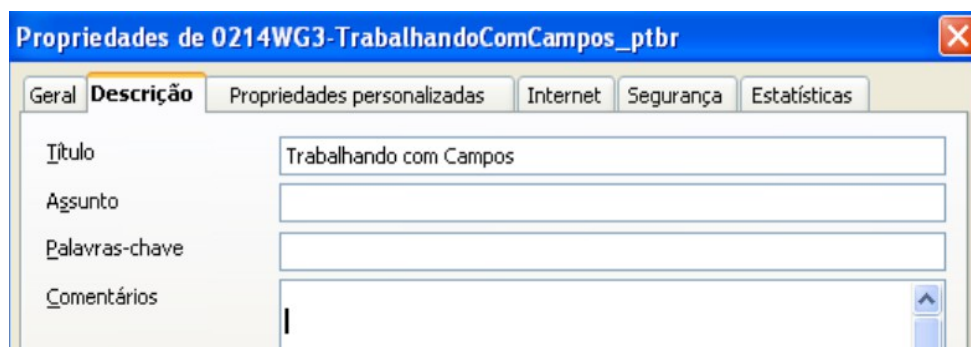 Propriedades de 0214WG3-TrabalhandoComCampos_ptbr
Geral Descrição Propriedades personalizadas Internet Segurança Estatísticas
Título Trabalhando com Campos
Assunto
Palavras-chave
Comentários